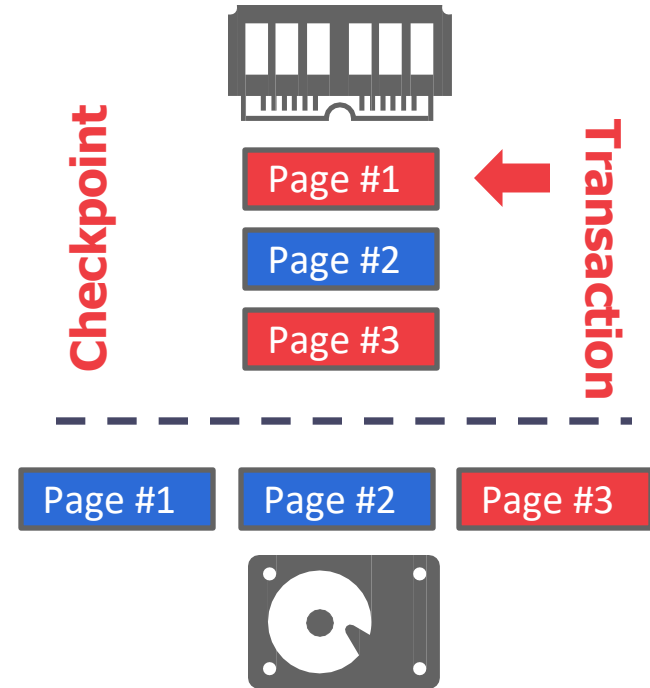 Checkpoint
Transaction
Page #1
Page #2
Page #3
Page #1
Page #2
Page #3